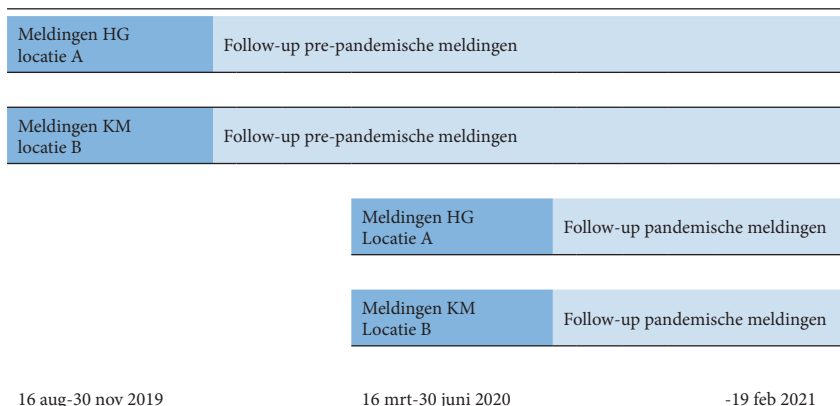 Meldingen HG
locatie A
Follow-up pre-pandemische meldingen
Meldingen KM
locatie B
Follow-up pre-pandemische meldingen
Meldingen HG
Locatie A
Follow-up pandemische meldingen
Meldingen KM
Locatie B
Follow-up pandemische meldingen
16 aug-30 nov 2019
16 mrt-30 juni 2020
-19 feb 2021